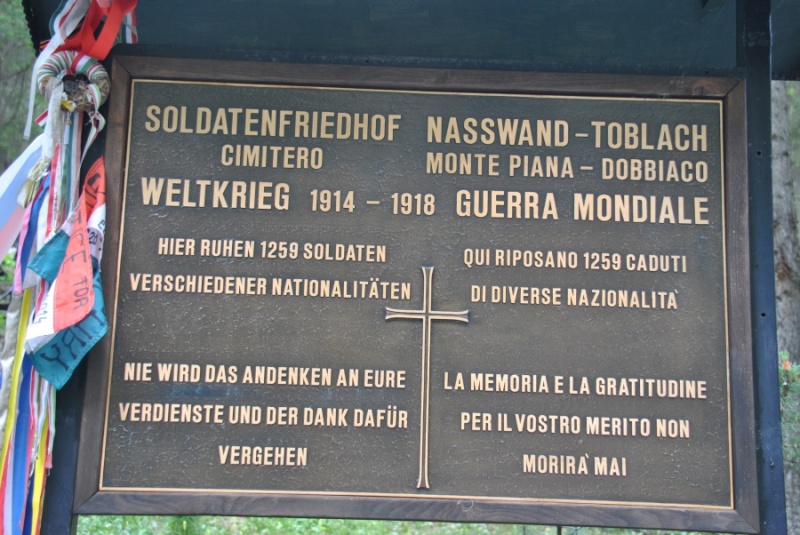 SOLDATENFRIEDHOF NASSWAND - TOBLACH
CIMITERO MONTE PIANA - DOBBIACO
WELTKRIEG 1914 - 1918 GUERRA MONDIALE
HIER RUHEN 1259 SOLDATEN
VERSCHIEDENER NATIONALITÄTEN
NIE WIRD DAS ANDENKEN AN EURE
VERDIENSTE UND DER DANK DAFÜR
VERGEHEN
QUI RIPOSANO 1259 CADUTI
DI DIVERSE NAZIONALITÀ
LA MEMORIA E LA GRATITUDINE
PER IL VOSTRO MERITO NON
MORIRA' MAI